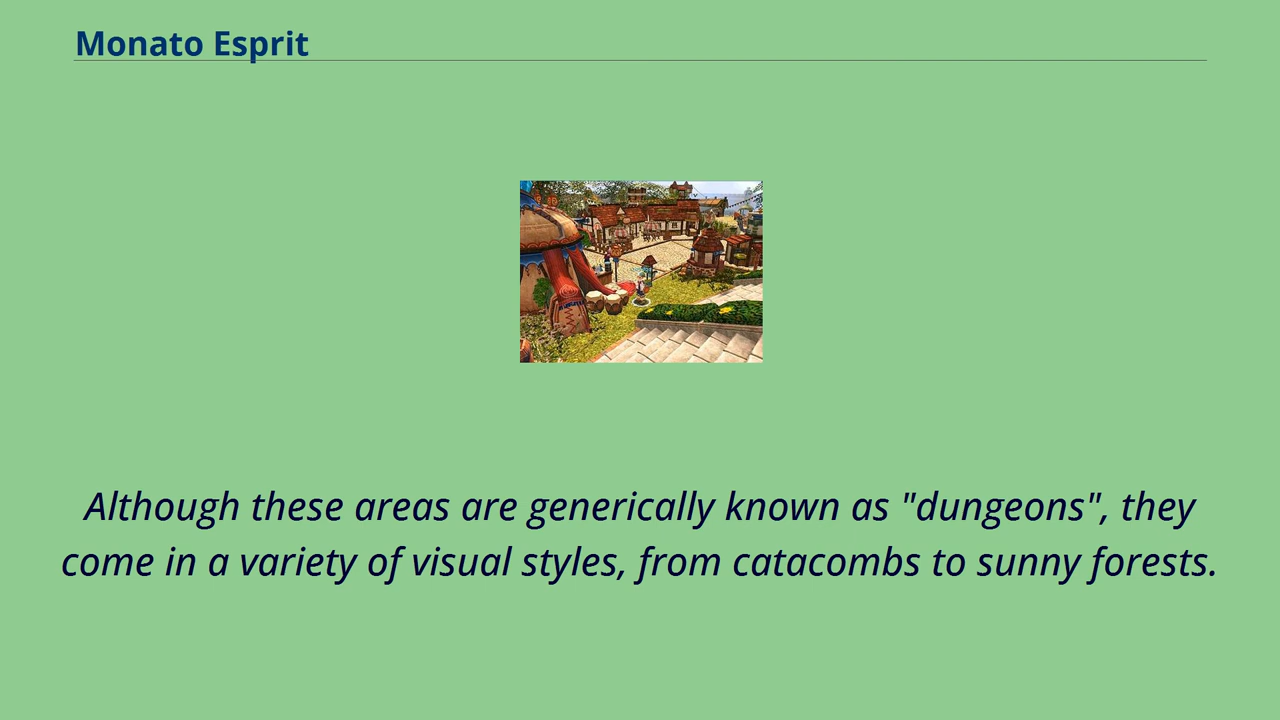 Monato Esprit
Although these areas are generically known as "dungeons", they
come in a variety of visual styles, from catacombs to sunny forests.